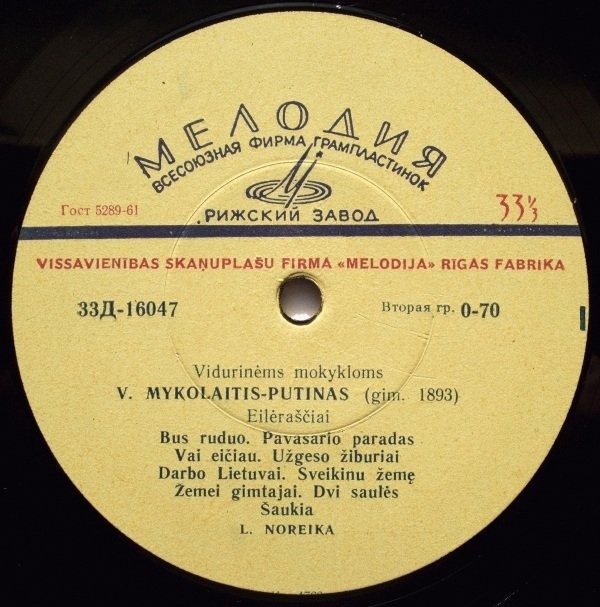 МЕЛОДИЯ
ВСЕСОЮЗНАЯ ФИРМА ГРАМПЛАСТИНОК
Гост 5289-61
РИЖСКИЙ ЗАВОД
33⅓
VISSAVIENĪBAS SKAŅUPLAŠU FIRMA «MELODIJA» RĪGAS FABRIKA
33Д-16047
Вторая гр. 0-70
Vidurinėms mokykloms
V. MYKOLAITIS-PUTINAS (gim. 1893)
Eilėraščiai
Bus ruduo. Pavasario paradas
Vai eičiau. Užgeso žiburiai
Darbo Lietuvai. Sveikinu žemę
Žemei gimtajai. Dvi saulės
Šaukia
L. NOREIKA